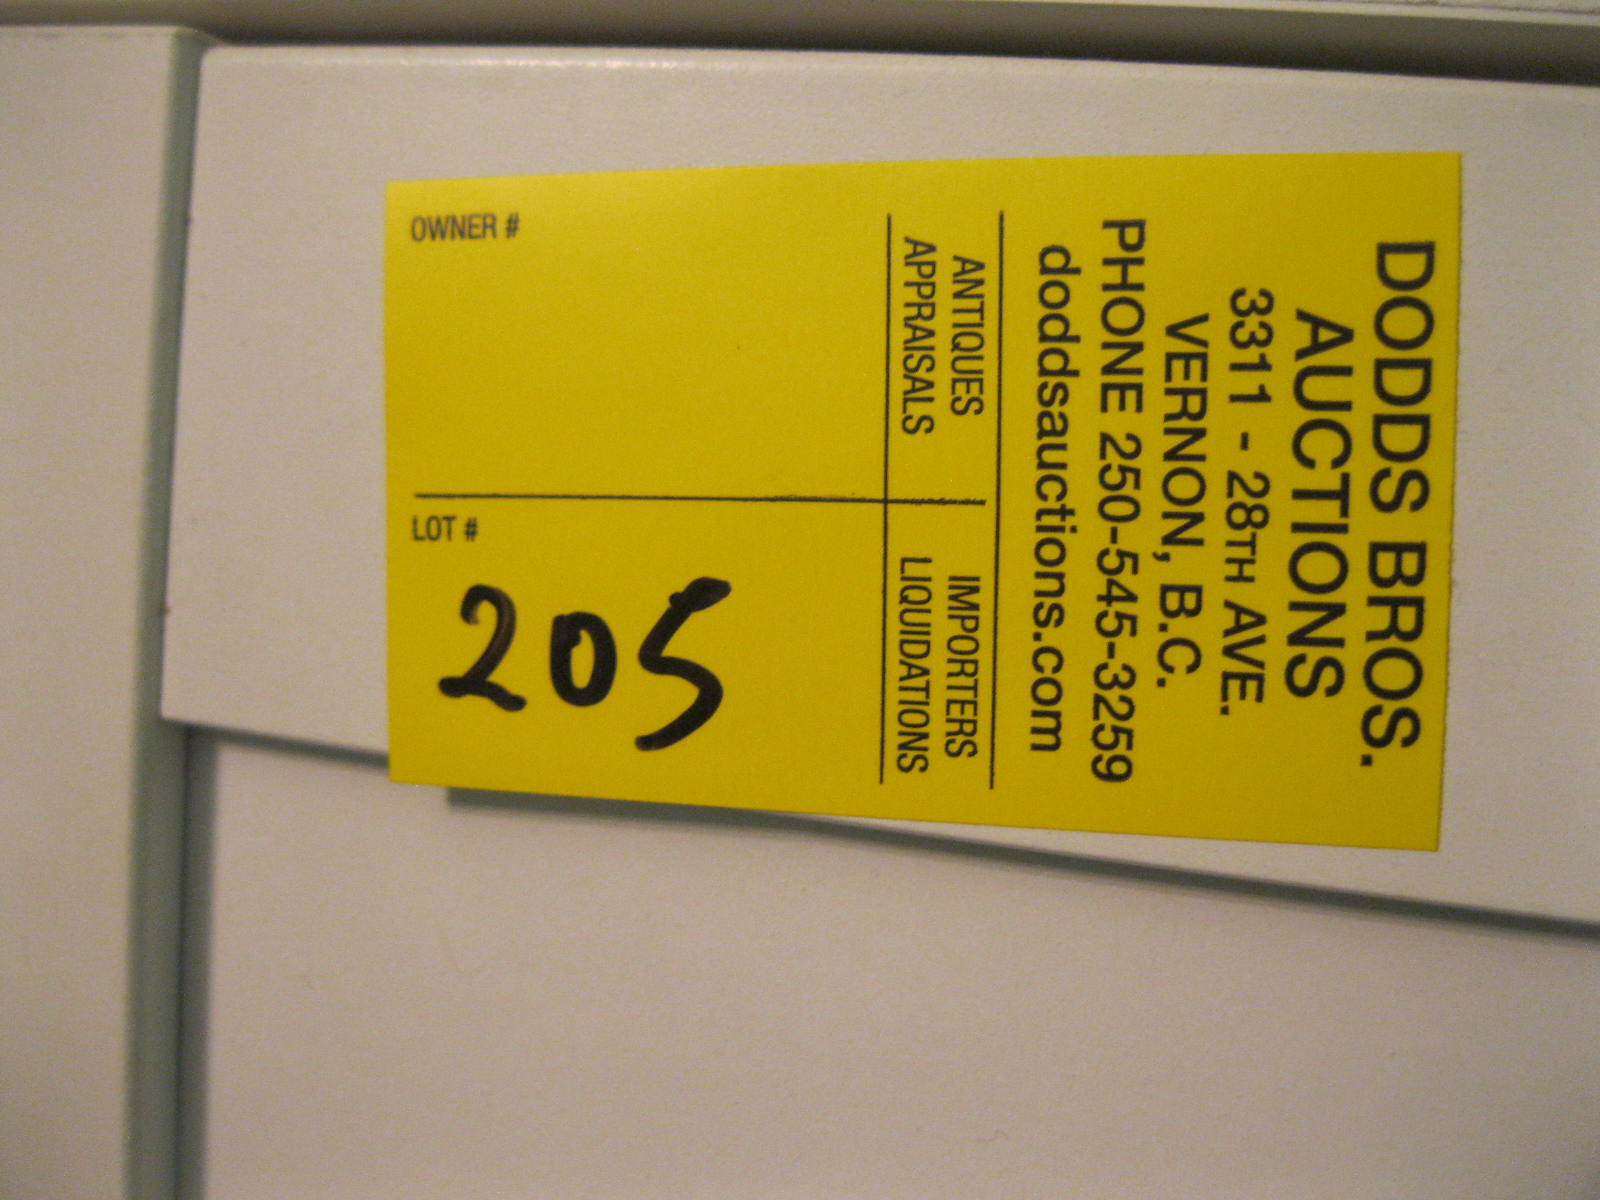 DODDS BROS.
AUCTIONS
3311 - 28TH AVE.
VERNON, B.C.
PHONE 250-545-3259
doddsauctions.com
ANTIQUES IMPORTERS
APPRAISALS LIQUIDATIONS
OWNER #
LOT #
205